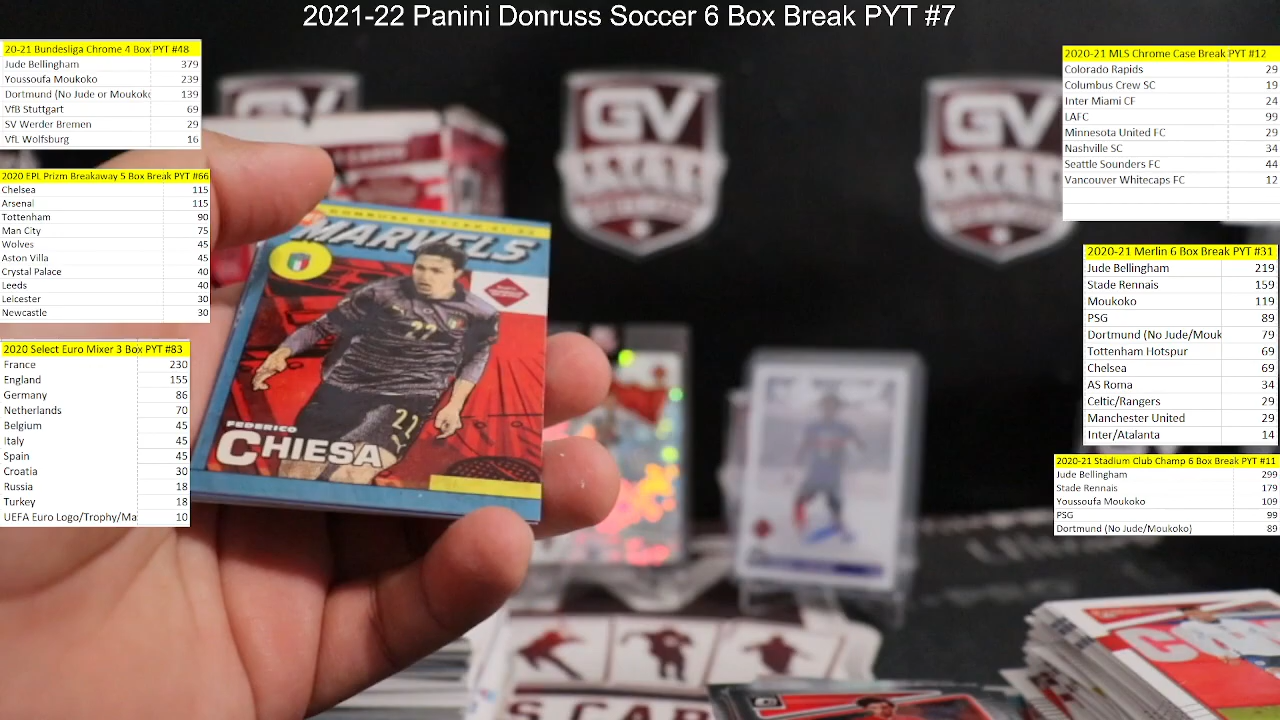 2021-22 Panini Donruss Soccer 6 Box Break PYT #7
20-21 Bundesliga Chrome 4 Box PYT #48
Jude Bellingham 379
Youssoufa Moukoko 239
Dortmund (No Jude or Moukoko 139
VfB Stuttgart 69
SV Werder Bremen 29
VfL Wolfsburg 16
2020 EPL Prizm Breakaway 5 Box Break PYT #66
Chelsea 115
Arsenal 115
Tottenham 90
Man City 75
Wolves 45
Aston Villa 45
Crystal Palace 40
Leeds 40
Leicester 30
Newcastle 30
2020 Select Euro Mixer 3 Box PYT #83
France 230
England 155
Germany 86
Netherlands 70
Belgium 45
Italy 45
Spain 45
Croatia 30
Russia 18
Turkey 18
UEFA Euro Logo/Trophy/Ma 10
DONRUSS SOCCER 21-22
MARVELS
22
22
FEDERICO
CHIESA
GV
GV
GV
2020-21 MLS Chrome Case Break PYT #12
Colorado Rapids 29
Columbus Crew SC 19
Inter Miami CF 24
LAFC 99
Minnesota United FC 29
Nashville SC 34
Seattle Sounders FC 44
Vancouver Whitecaps FC 12
2020-21 Merlin 6 Box Break PYT #31
Jude Bellingham 219
Stade Rennais 159
Moukoko 119
PSG 89
Dortmund (No Jude/Mouk 79
Tottenham Hotspur 69
Chelsea 69
AS Roma 34
Celtic/Rangers 29
Manchester United 29
Inter/Atalanta 14
2020-21 Stadium Club Champ 6 Box Break PYT #11
Jude Bellingham 299
Stade Rennais 179
Youssoufa Moukoko 109
PSG 99
Dortmund (No Jude/Moukoko) 89
S CAR